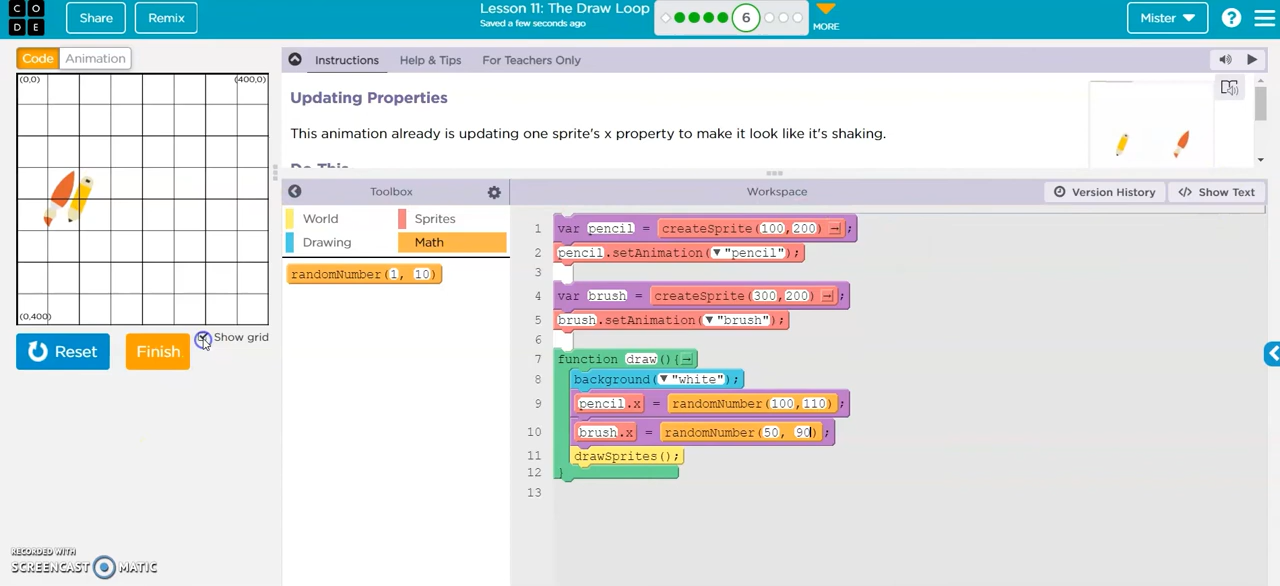 CO
DE
Share
Remix
Lesson 11: The Draw Loop
Saved a few seconds ago
6
MORE
Mister
?
Code
Animation
Instructions
Help & Tips
For Teachers Only
(0,0)
(400,0)
(0,400)
Updating Properties
This animation already is updating one sprite's x property to make it look like it's shaking.
Do This
Toolbox
Workspace
Version History
Show Text
World
Sprites
Drawing
Math
randomNumber(1, 10)
Show grid
Reset
Finish
1 var pencil = createSprite(100,200) ;
2 pencil.setAnimation("pencil");
3
4 var brush = createSprite(300,200) ;
5 brush.setAnimation("brush");
6
7 function draw(){
8 background("white");
9 pencil.x = randomNumber(100,110);
10 brush.x = randomNumber(50, 90);
11 drawSprites();
12 }
13
RECORDED WITH
SCREENCAST MATIC